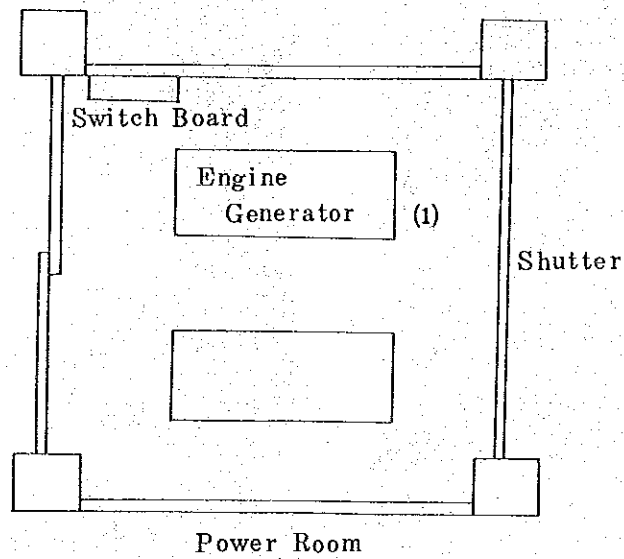 Switch Board
Engine
Generator (1)
Shutter
Power Room